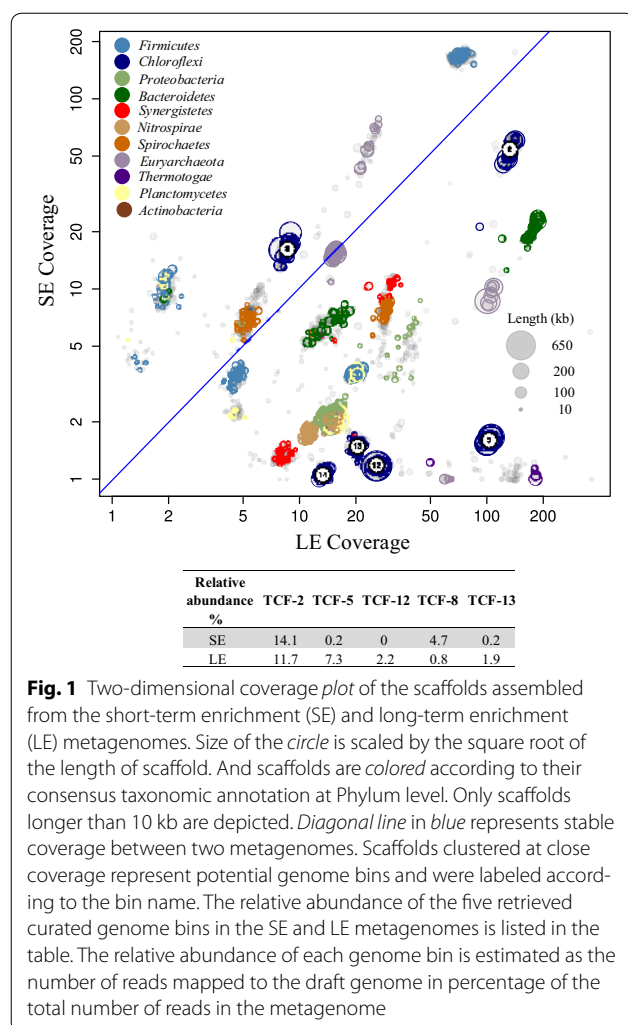 SE Coverage
200
100
50
20
10
5
2
1
Firmicutes
Chloroflexi
Proteobacteria
Bacteroidetes
Synergistetes
Nitrospirae
Spirochaetes
Euryarchaeota
Thermotogae
Planctomycetes
Actinobacteria
2
8
Length (kb)
650
200
100
10
13
12
14
1 2 5 10 20 50 100 200
LE Coverage
Relative abundance % TCF-2 TCF-5 TCF-12 TCF-8 TCF-13
SE 14.1 0.2 0 4.7 0.2
LE 11.7 7.3 2.2 0.8 1.9
Fig. 1 Two-dimensional coverage plot of the scaffolds assembled
from the short-term enrichment (SE) and long-term enrichment
(LE) metagenomes. Size of the circle is scaled by the square root of
the length of scaffold. And scaffolds are colored according to their
consensus taxonomic annotation at Phylum level. Only scaffolds
longer than 10 kb are depicted. Diagonal line in blue represents stable
coverage between two metagenomes. Scaffolds clustered at close
coverage represent potential genome bins and were labeled accord-
ing to the bin name. The relative abundance of the five retrieved
curated genome bins in the SE and LE metagenomes is listed in the
table. The relative abundance of each genome bin is estimated as the
number of reads mapped to the draft genome in percentage of the
total number of reads in the metagenome